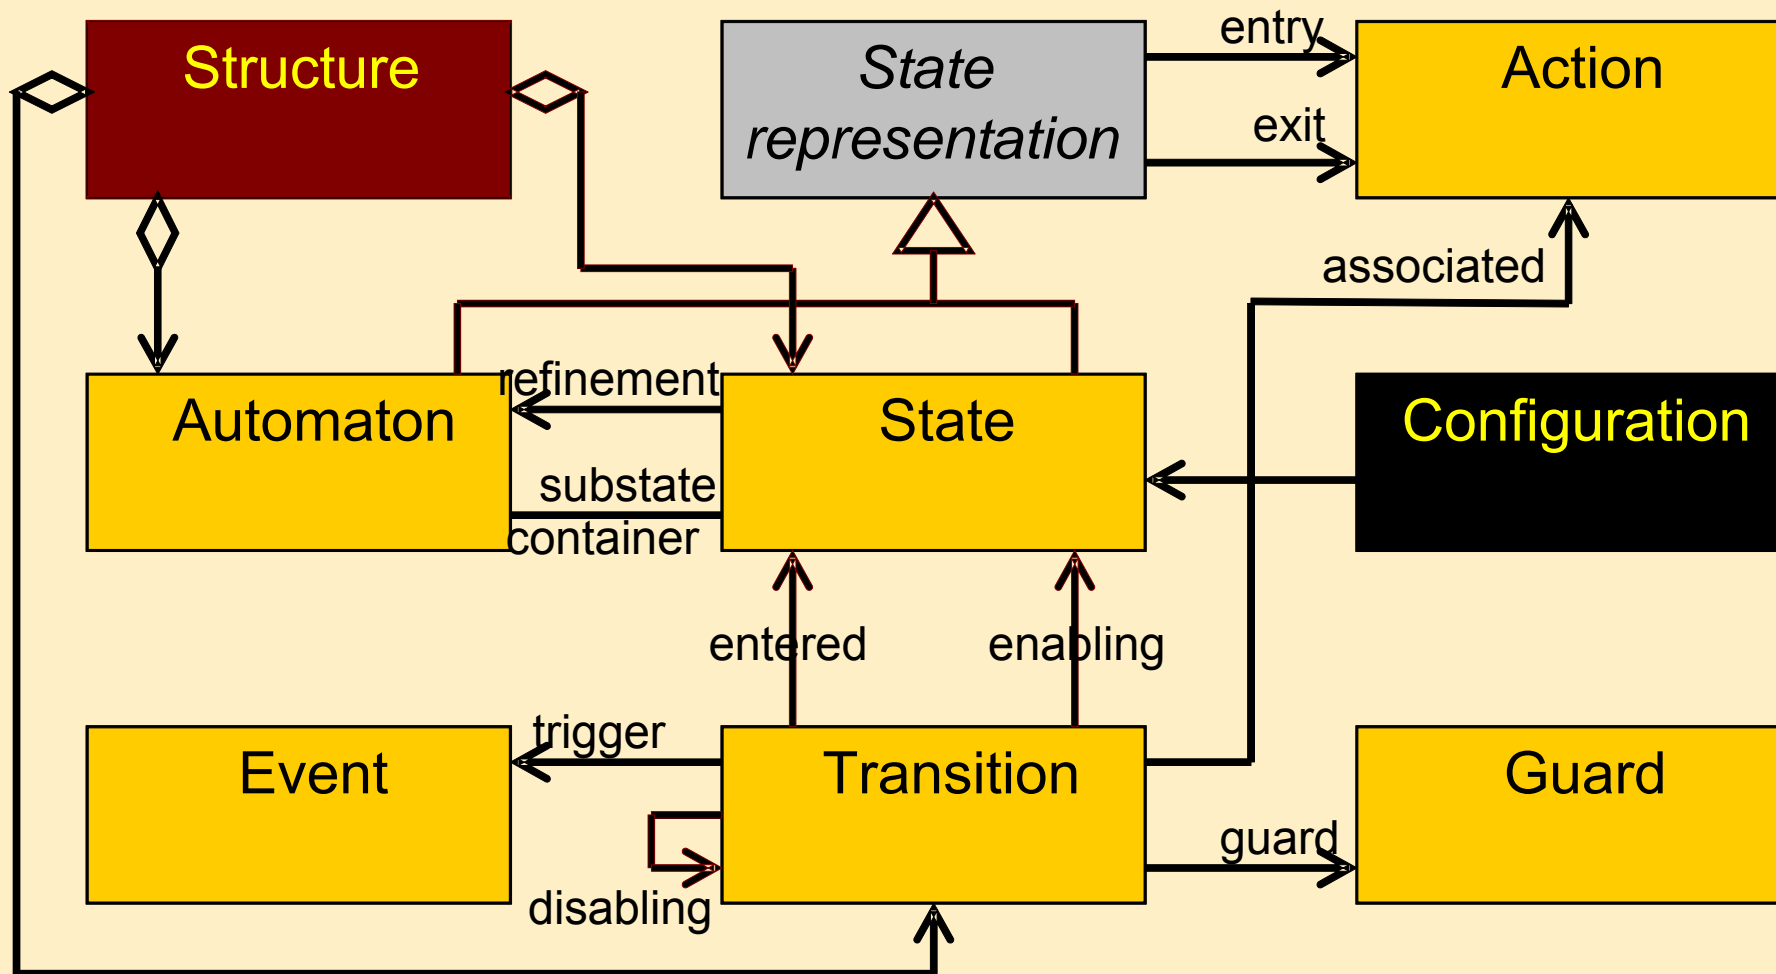 Structure
State
representation
entry
exit
Action
associated
Automaton
refinement
substate
container
State
Configuration
entered
enabling
Event
trigger
disabling
Transition
guard
Guard